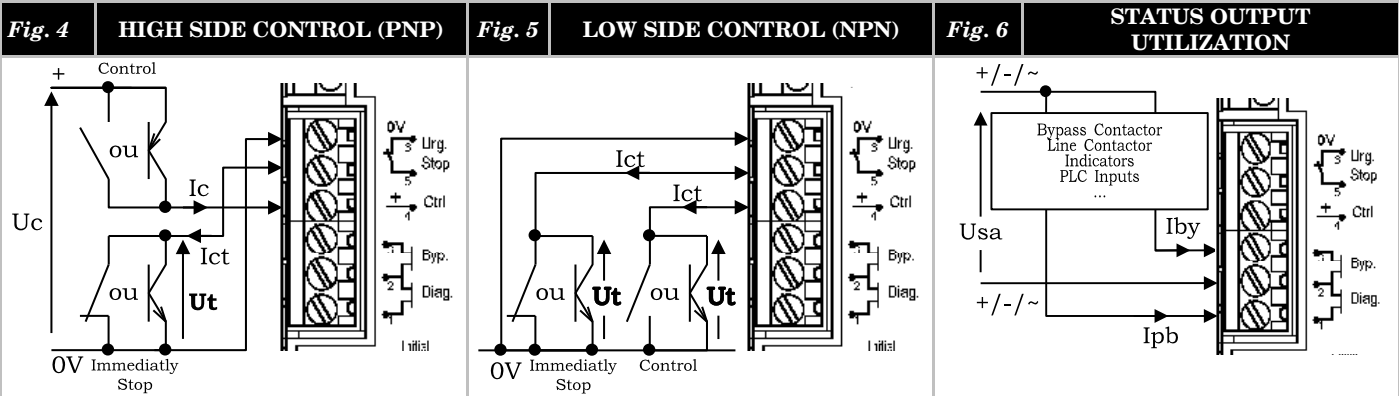 Fig. 4
HIGH SIDE CONTROL (PNP)
Fig. 5
LOW SIDE CONTROL (NPN)
Fig. 6
STATUS OUTPUT
UTILIZATION
+
Control
ou
Ic
Uc
Ict
ou
Ut
0V
Immediatly
Stop
0V
3
Urg.
Stop
5
+
4
Ctrl
Byp.
2
Diag.
1
Ict
Ict
ou
Ut
ou
Ut
0V
Immediatly
Stop
Control
0V
3
Urg.
Stop
5
+
4
Ctrl
Byp.
2
Diag.
1
+/-/~
Bypass Contactor
Line Contactor
Indicators
PLC Inputs
...
Usa
Iby
+/-/~
Ipb
0V
3
Urg.
Stop
5
+
4
Ctrl
Byp.
2
Diag.
1